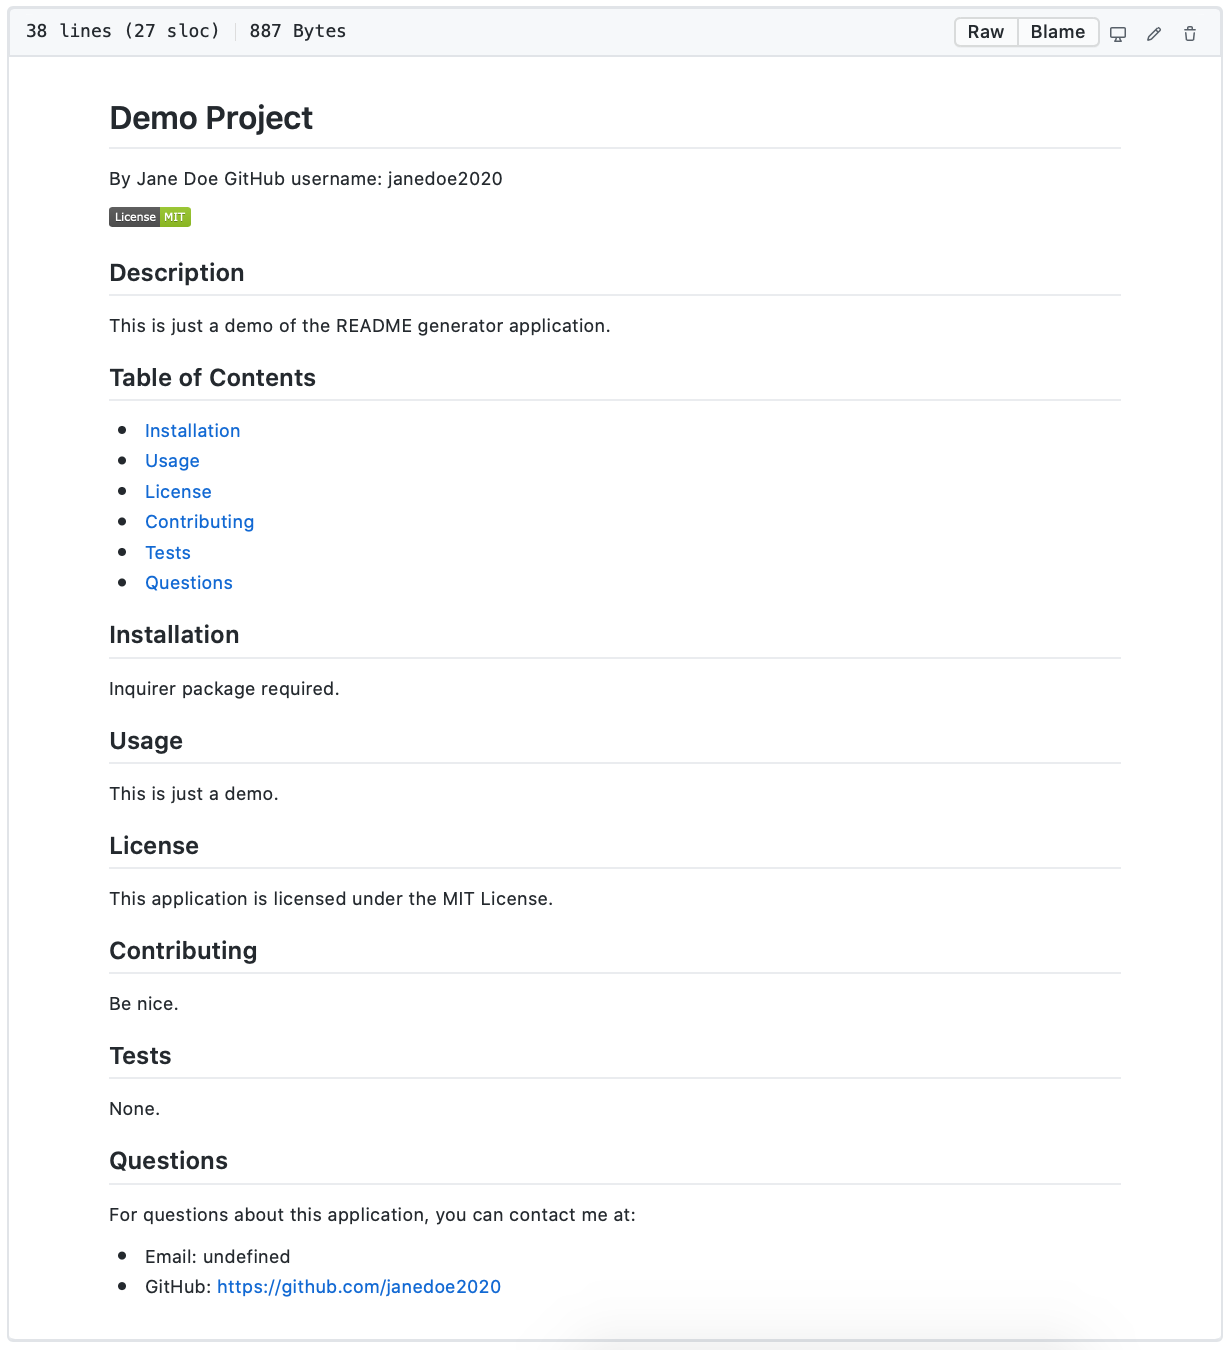 38 lines (27 sloc) 887 Bytes Raw Blame
Demo Project
By Jane Doe GitHub username: janedoe2020
License MIT
Description
This is just a demo of the README generator application.
Table of Contents
Installation
Usage
License
Contributing
Tests
Questions
Installation
Inquirer package required.
Usage
This is just a demo.
License
This application is licensed under the MIT License.
Contributing
Be nice.
Tests
None.
Questions
For questions about this application, you can contact me at:
Email: undefined
GitHub: https://github.com/janedoe2020